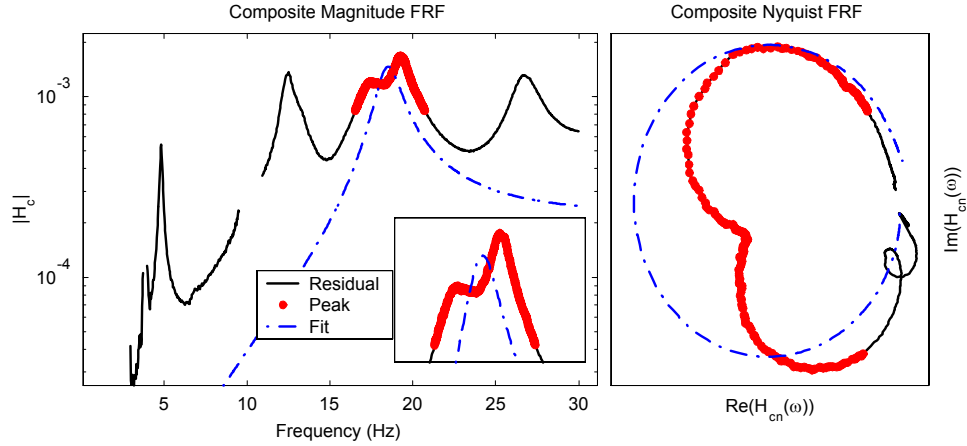 Composite Magnitude FRF
|H_c|
10^-3
10^-4
5
10
15
20
25
30
Frequency (Hz)
Residual
Peak
Fit
Composite Nyquist FRF
Im(H_cn(ω))
Re(H_cn(ω))